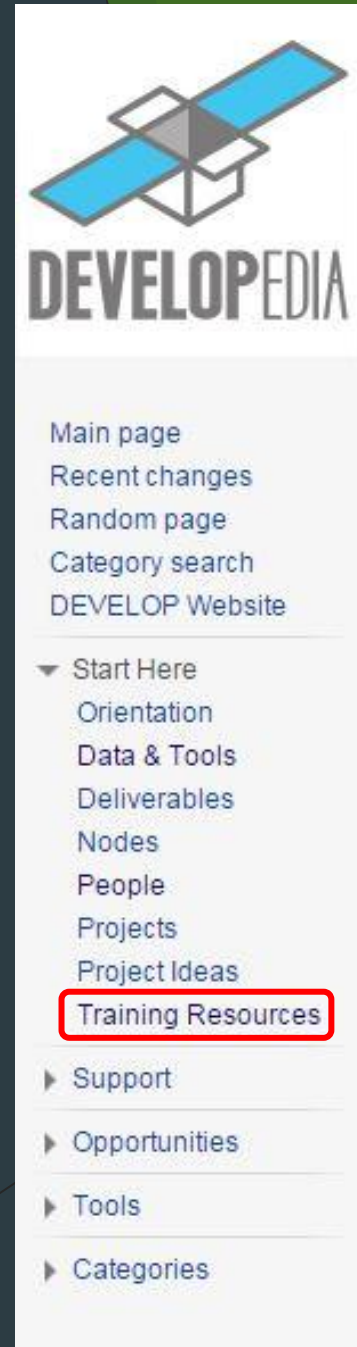 DEVELOPEDIA
Main page
Recent changes
Random page
Category search
DEVELOP Website
Start Here
Orientation
Data & Tools
Deliverables
Nodes
People
Projects
Project Ideas
Training Resources
Support
Opportunities
Tools
Categories